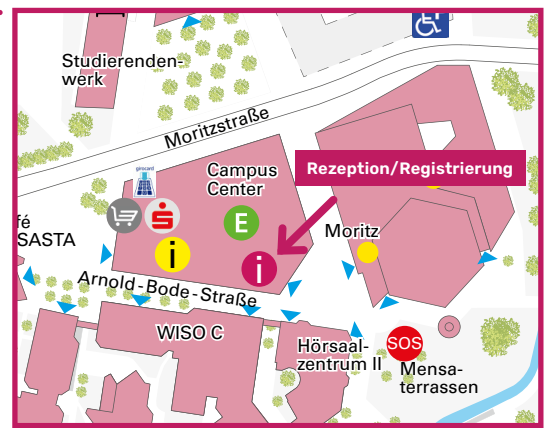 Studierenden-
werk
Moritzstraße
girocard
Campus
Center
Rezeption/Registrierung
E
S
i
i
Moritz
fé
SASTA
Arnold-Bode-Straße
WISO C
Hörsaal-
zentrum II
SOS
Mensa-
terrassen